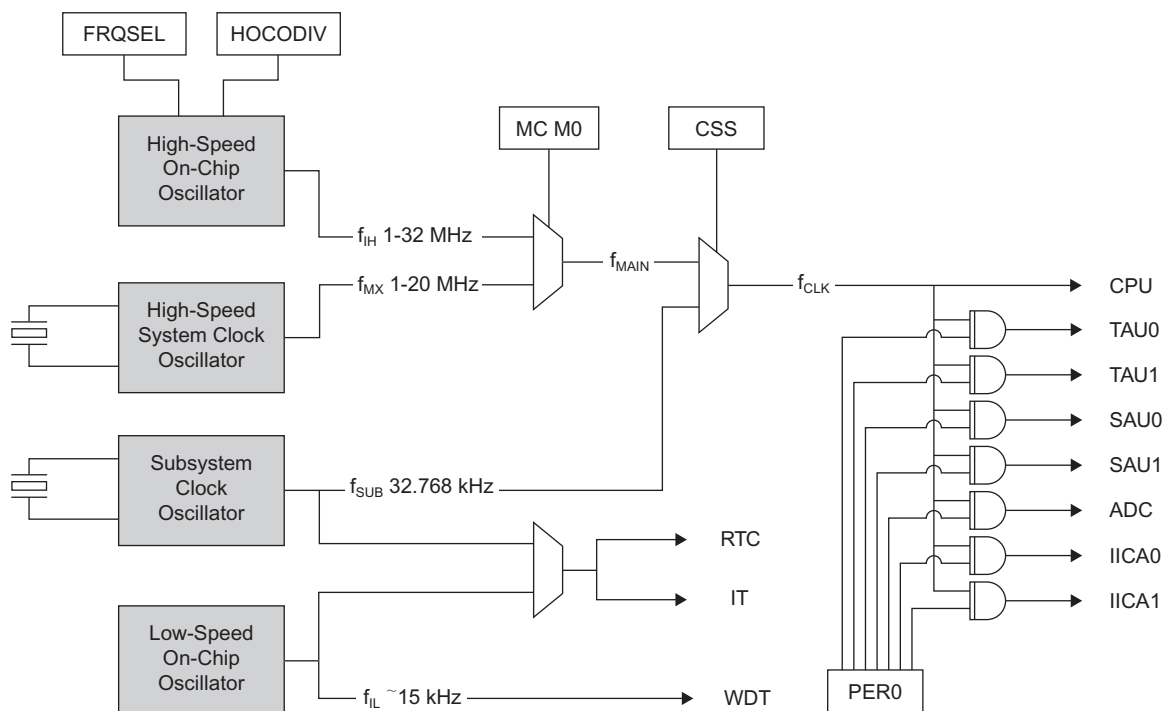 FRQSEL
HOCODIV
High-Speed
On-Chip
Oscillator
MC M0
CSS
fIH 1-32 MHz
fMAIN
fMX 1-20 MHz
fCLK
High-Speed
System Clock
Oscillator
CPU
TAU0
TAU1
SAU0
SAU1
ADC
IICA0
IICA1
Subsystem
Clock
Oscillator
fSUB 32.768 kHz
RTC
IT
Low-Speed
On-Chip
Oscillator
fIL ~15 kHz
WDT
PER0